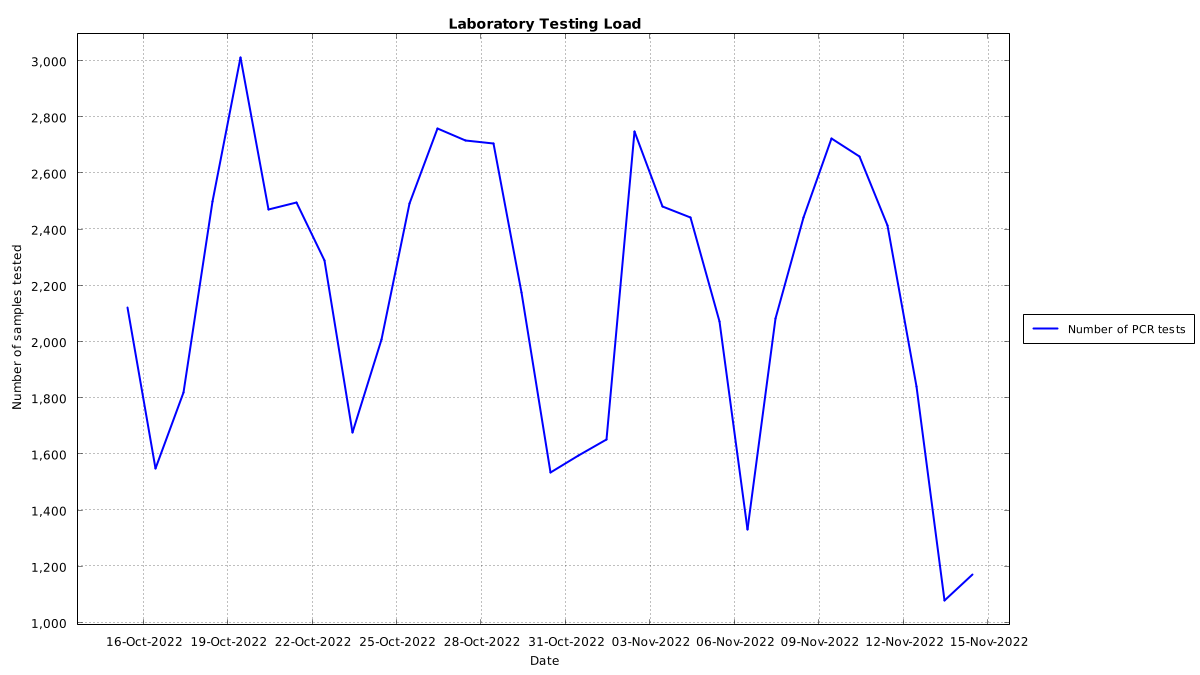 Laboratory Testing Load
3,000
2,800
2,600
2,400
2,200
2,000
1,800
1,600
1,400
1,200
1,000
Number of samples tested
16-Oct-2022 19-Oct-2022 22-Oct-2022 25-Oct-2022 28-Oct-2022 31-Oct-2022 03-Nov-2022 06-Nov-2022 09-Nov-2022 12-Nov-2022 15-Nov-2022
Date
Number of PCR tests